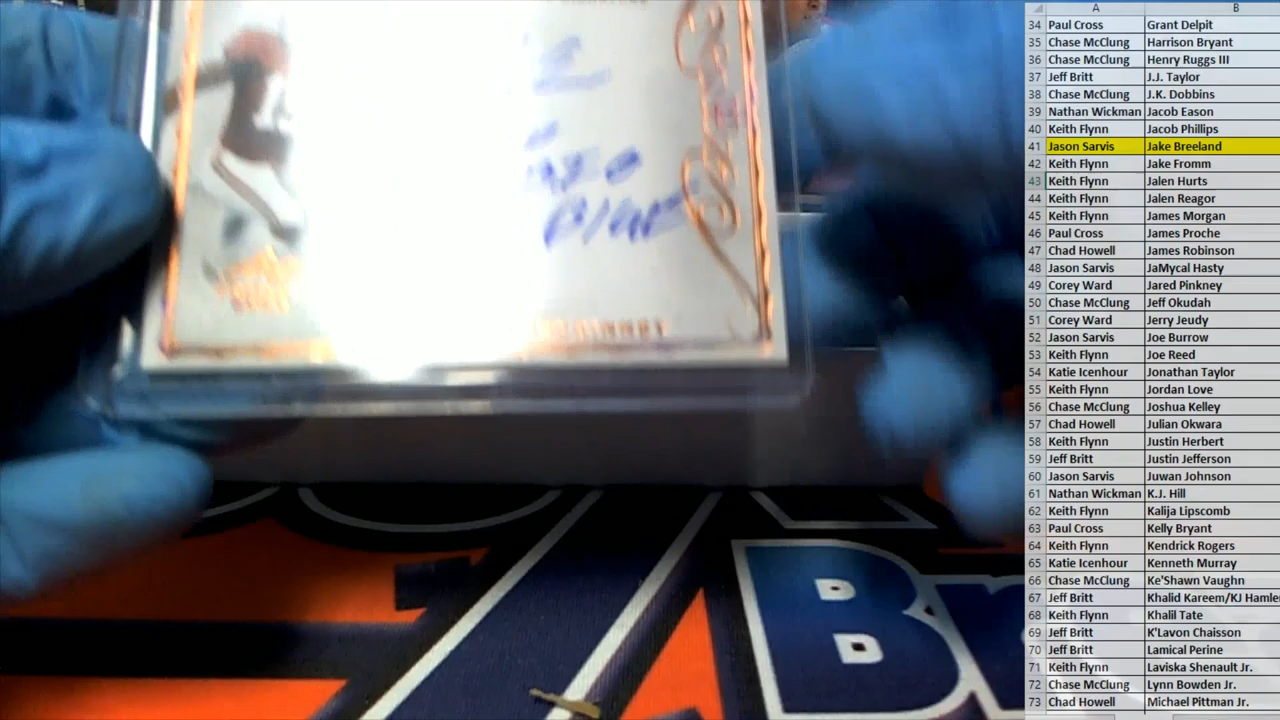 A B
34 Paul Cross Grant Delpit
35 Chase McClung Harrison Bryant
36 Chase McClung Henry Ruggs III
37 Jeff Britt J.J. Taylor
38 Chase McClung J.K. Dobbins
39 Nathan Wickman Jacob Eason
40 Keith Flynn Jacob Phillips
41 Jason Sarvis Jake Breeland
42 Keith Flynn Jake Fromm
43 Keith Flynn Jalen Hurts
44 Keith Flynn Jalen Reagor
45 Keith Flynn James Morgan
46 Paul Cross James Proche
47 Chad Howell James Robinson
48 Jason Sarvis JaMycal Hasty
49 Corey Ward Jared Pinkney
50 Chase McClung Jeff Okudah
51 Corey Ward Jerry Jeudy
52 Jason Sarvis Joe Burrow
53 Keith Flynn Joe Reed
54 Katie Icenhour Jonathan Taylor
55 Keith Flynn Jordan Love
56 Chase McClung Joshua Kelley
57 Chad Howell Julian Okwara
58 Keith Flynn Justin Herbert
59 Jeff Britt Justin Jefferson
60 Jason Sarvis Juwan Johnson
61 Nathan Wickman K.J. Hill
62 Keith Flynn Kalija Lipscomb
63 Paul Cross Kelly Bryant
64 Keith Flynn Kendrick Rogers
65 Katie Icenhour Kenneth Murray
66 Chase McClung Ke'Shawn Vaughn
67 Jeff Britt Khalid Kareem/KJ Hamle
68 Keith Flynn Khalil Tate
69 Jeff Britt K'Lavon Chaisson
70 Jeff Britt Lamical Perine
71 Keith Flynn Laviska Shenault Jr.
72 Chase McClung Lynn Bowden Jr.
73 Chad Howell Michael Pittman Jr.